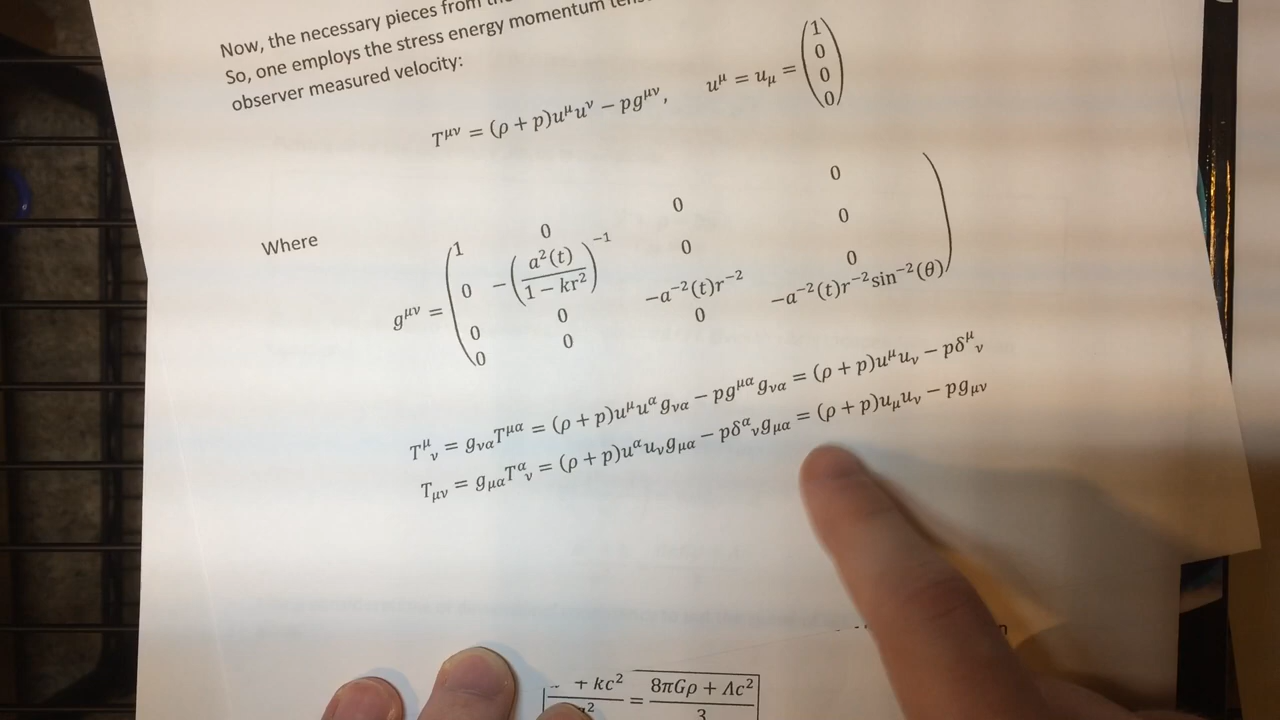 Now, the necessary pieces from
So, one employs the stress energy momentum
observer measured velocity:
T^{μν} = (ρ + p)u^μ u^ν − pg^{μν},   u^μ = u_μ = (1 0 0 0)
Where
g^{μν} =
1 0 0 0
0 −(a²(t) / (1 − kr²))^{−1} 0 0
0 0 −a^{−2}(t)r^{−2} 0
0 0 0 −a^{−2}(t)r^{−2}sin^{−2}(θ)
T^μ_ν = g_{να}T^{μα} = (ρ + p)u^μ u^α g_{να} − pg^{μα}g_{να} = (ρ + p)u^μ u_ν − pδ^μ_ν
T_{μν} = g_{μα}T^α_ν = (ρ + p)u^α u_ν g_{μα} − pδ^α_ν g_{μα} = (ρ + p)u_μ u_ν − pg_{μν}
+ kc² = 8πGρ + Λc² / 3